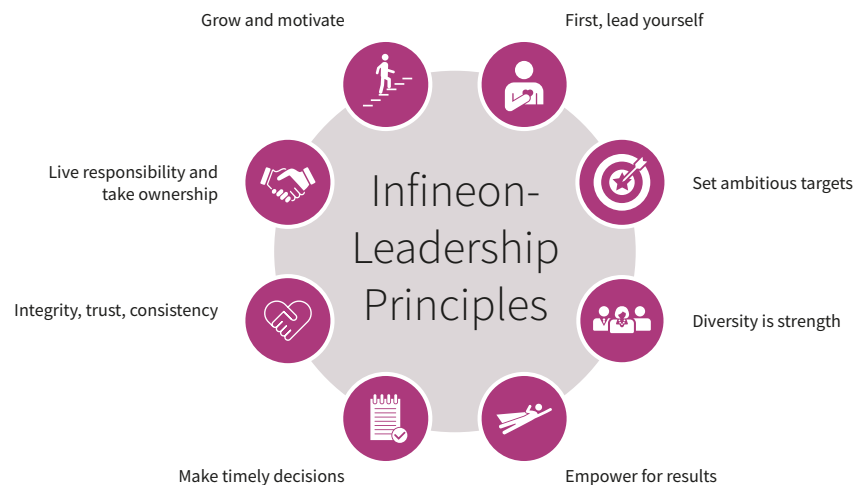 Grow and motivate
First, lead yourself
Live responsibility and
take ownership
Set ambitious targets
Infineon-
Leadership
Principles
Integrity, trust, consistency
Diversity is strength
Make timely decisions
Empower for results